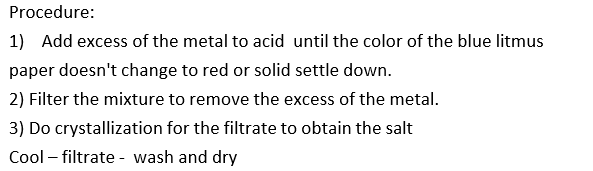 Procedure:
1) Add excess of the metal to acid until the color of the blue litmus
paper doesn't change to red or solid settle down.
2) Filter the mixture to remove the excess of the metal.
3) Do crystallization for the filtrate to obtain the salt
Cool – filtrate - wash and dry